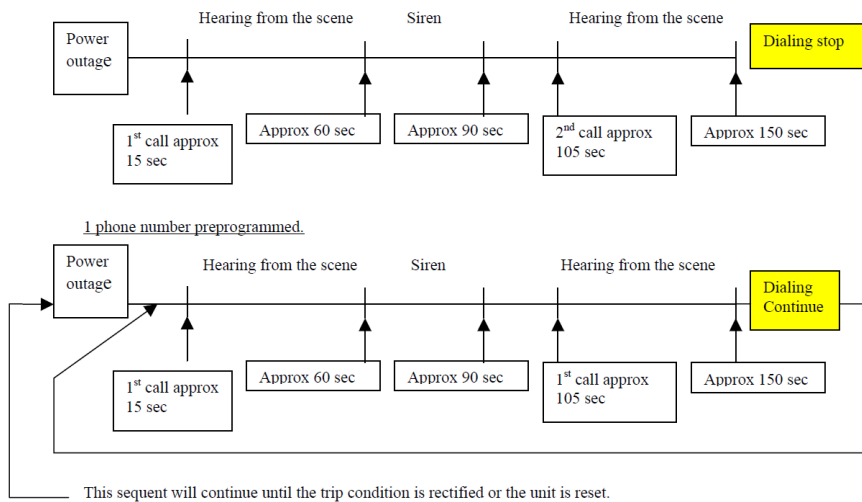 Hearing from the scene
Siren
Hearing from the scene
Power
outage
Dialing stop
1st call approx
15 sec
Approx 60 sec
Approx 90 sec
2nd call approx
105 sec
Approx 150 sec
1 phone number preprogrammed.
Power
outage
Hearing from the scene
Siren
Hearing from the scene
Dialing
Continue
1st call approx
15 sec
Approx 60 sec
Approx 90 sec
1st call approx
105 sec
Approx 150 sec
This sequent will continue until the trip condition is rectified or the unit is reset.